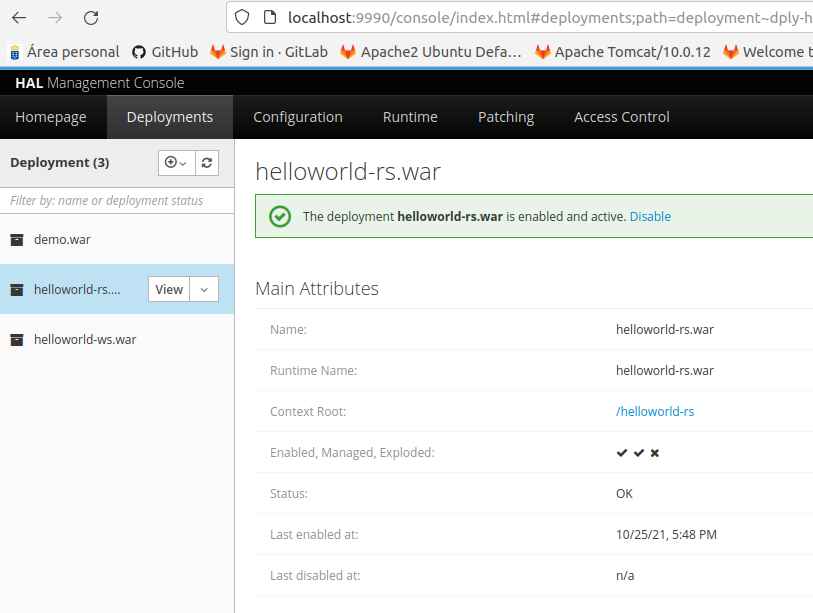 localhost:9990/console/index.html#deployments;path=deployment~dply-h
Área personal GitHub Sign in · GitLab Apache2 Ubuntu Defa… Apache Tomcat/10.0.12 Welcome t
HAL Management Console
Homepage Deployments Configuration Runtime Patching Access Control
Deployment (3)
Filter by: name or deployment status
demo.war
helloworld-rs.... View
helloworld-ws.war
helloworld-rs.war
The deployment helloworld-rs.war is enabled and active. Disable
Main Attributes
Name: helloworld-rs.war
Runtime Name: helloworld-rs.war
Context Root: /helloworld-rs
Enabled, Managed, Exploded: ✔ ✔ ✖
Status: OK
Last enabled at: 10/25/21, 5:48 PM
Last disabled at: n/a